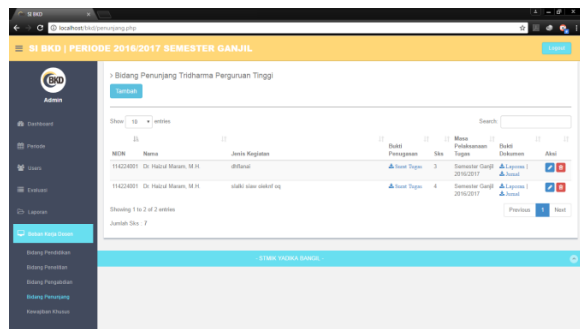 SI BKD
localhost/bkd/penunjang.php
SI BKD | PERIODE 2016/2017 SEMESTER GANJIL
Logout
BKD
Admin
Dashboard
Periode
Users
Evaluasi
Laporan
Beban Kerja Dosen
Bidang Pendidikan
Bidang Penelitian
Bidang Pengabdian
Bidang Penunjang
Kewajiban Khusus
› Bidang Penunjang Tridharma Perguruan Tinggi
Tambah
Show 10 entries
Search:
NIDN Nama Jenis Kegiatan Bukti Penugasan Sks Masa Pelaksanaan Tugas Bukti Dokumen Aksi
114224901 Dr. Haizul Maram, M.H. Surat Tugas 3 Semester Ganjil 2016/2017 Laporan | Jurnal
114224901 Dr. Haizul Maram, M.H. Surat Tugas 4 Semester Ganjil 2016/2017 Laporan | Jurnal
Showing 1 to 2 of 2 entries
Previous 1 Next
Jumlah Sks : 7
- STMIK YADIKA BANGIL -